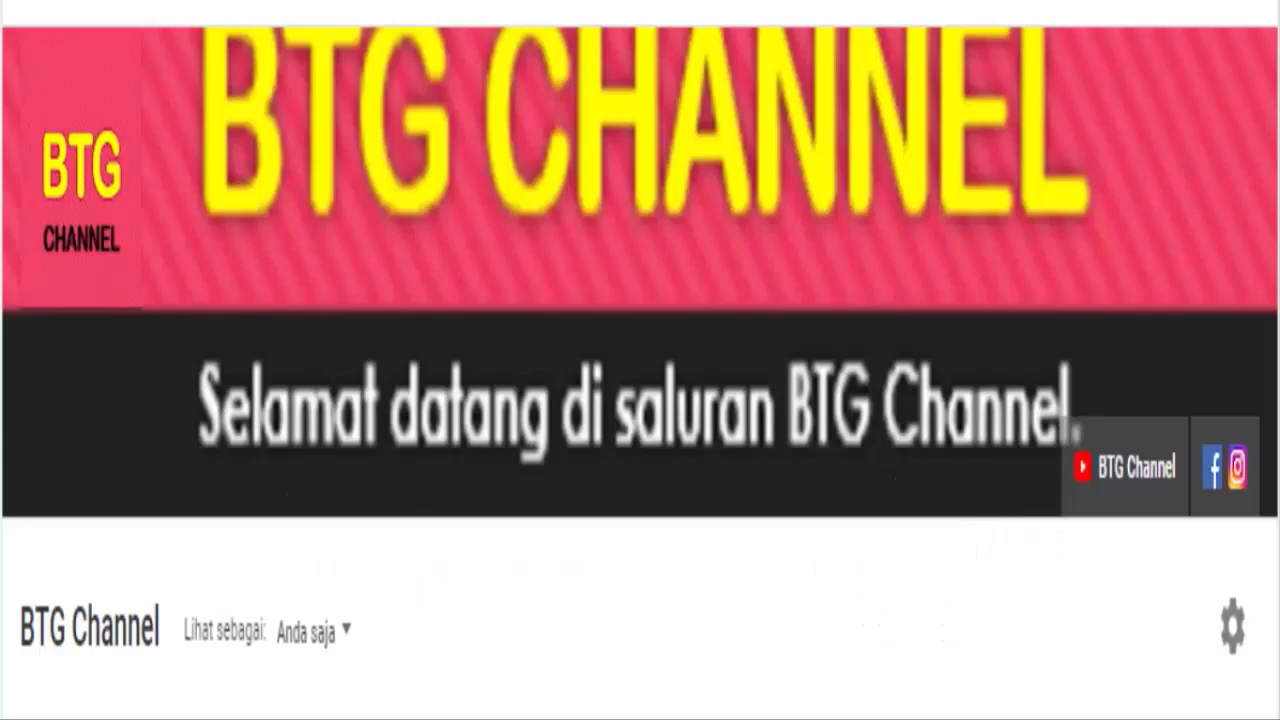 BTG CHANNEL
BTG
CHANNEL
Selamat datang di saluran BTG Channel.
BTG Channel
BTG Channel
Lihat sebagai: Anda saja